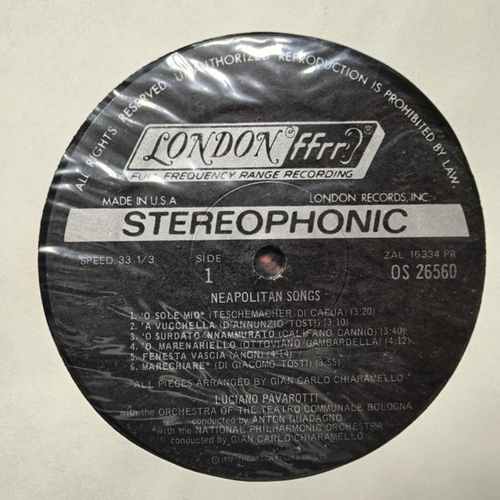 ALL RIGHTS RESERVED UNAUTHORIZED REPRODUCTION PROHIBITED BY LAW.
LONDON ffrr
FULL FREQUENCY RANGE RECORDING
MADE IN U.S.A
LONDON RECORDS, INC.
STEREOPHONIC
SPEED 33 1/3
SIDE
1
ZAL 16334 PR
OS 26560
NEAPOLITAN SONGS
1. 'O SOLE MIO* (TESCHEMACHER DI CAPUA) (3:20)
2. 'A VUCCHELLA (D'ANNUNZIO TOSTI) (3:10)
3. O SURDATO 'NNAMMURATO (CALIFANO CANNIO) (3:40)
4. 'O MARENARIELLO (OTTOVIANO GAMBARDELLA) (4:12)
5. FENESTA VASCIA (ANON) (4:14)
6. MARECHIARE* (DI GIACOMO TOSTI) (3:55)
ALL PIECES ARRANGED BY GIAN CARLO CHIARAMELLO
LUCIANO PAVAROTTI
with the ORCHESTRA OF THE TEATRO COMMUNALE BOLOGNA
conducted by ANTON GUADAGNO
*with the NATIONAL PHILHARMONIC ORCHESTRA
conducted by GIAN CARLO CHIARAMELLO